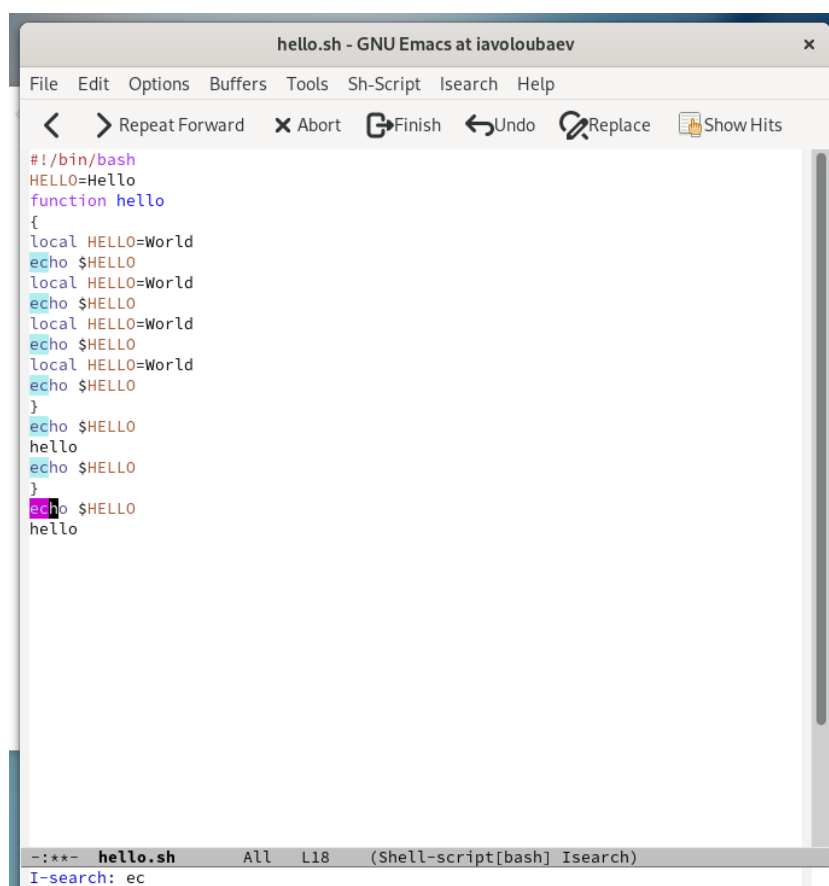 hello.sh - GNU Emacs at iavoloubaev ×
File Edit Options Buffers Tools Sh-Script Isearch Help
Repeat Forward Abort Finish Undo Replace Show Hits
#!/bin/bash
HELLO=Hello
function hello
{
local HELLO=World
echo $HELLO
local HELLO=World
echo $HELLO
local HELLO=World
echo $HELLO
local HELLO=World
echo $HELLO
}
echo $HELLO
hello
echo $HELLO
}
echo $HELLO
hello
-:**- hello.sh All L18 (Shell-script[bash] Isearch)
I-search: ec